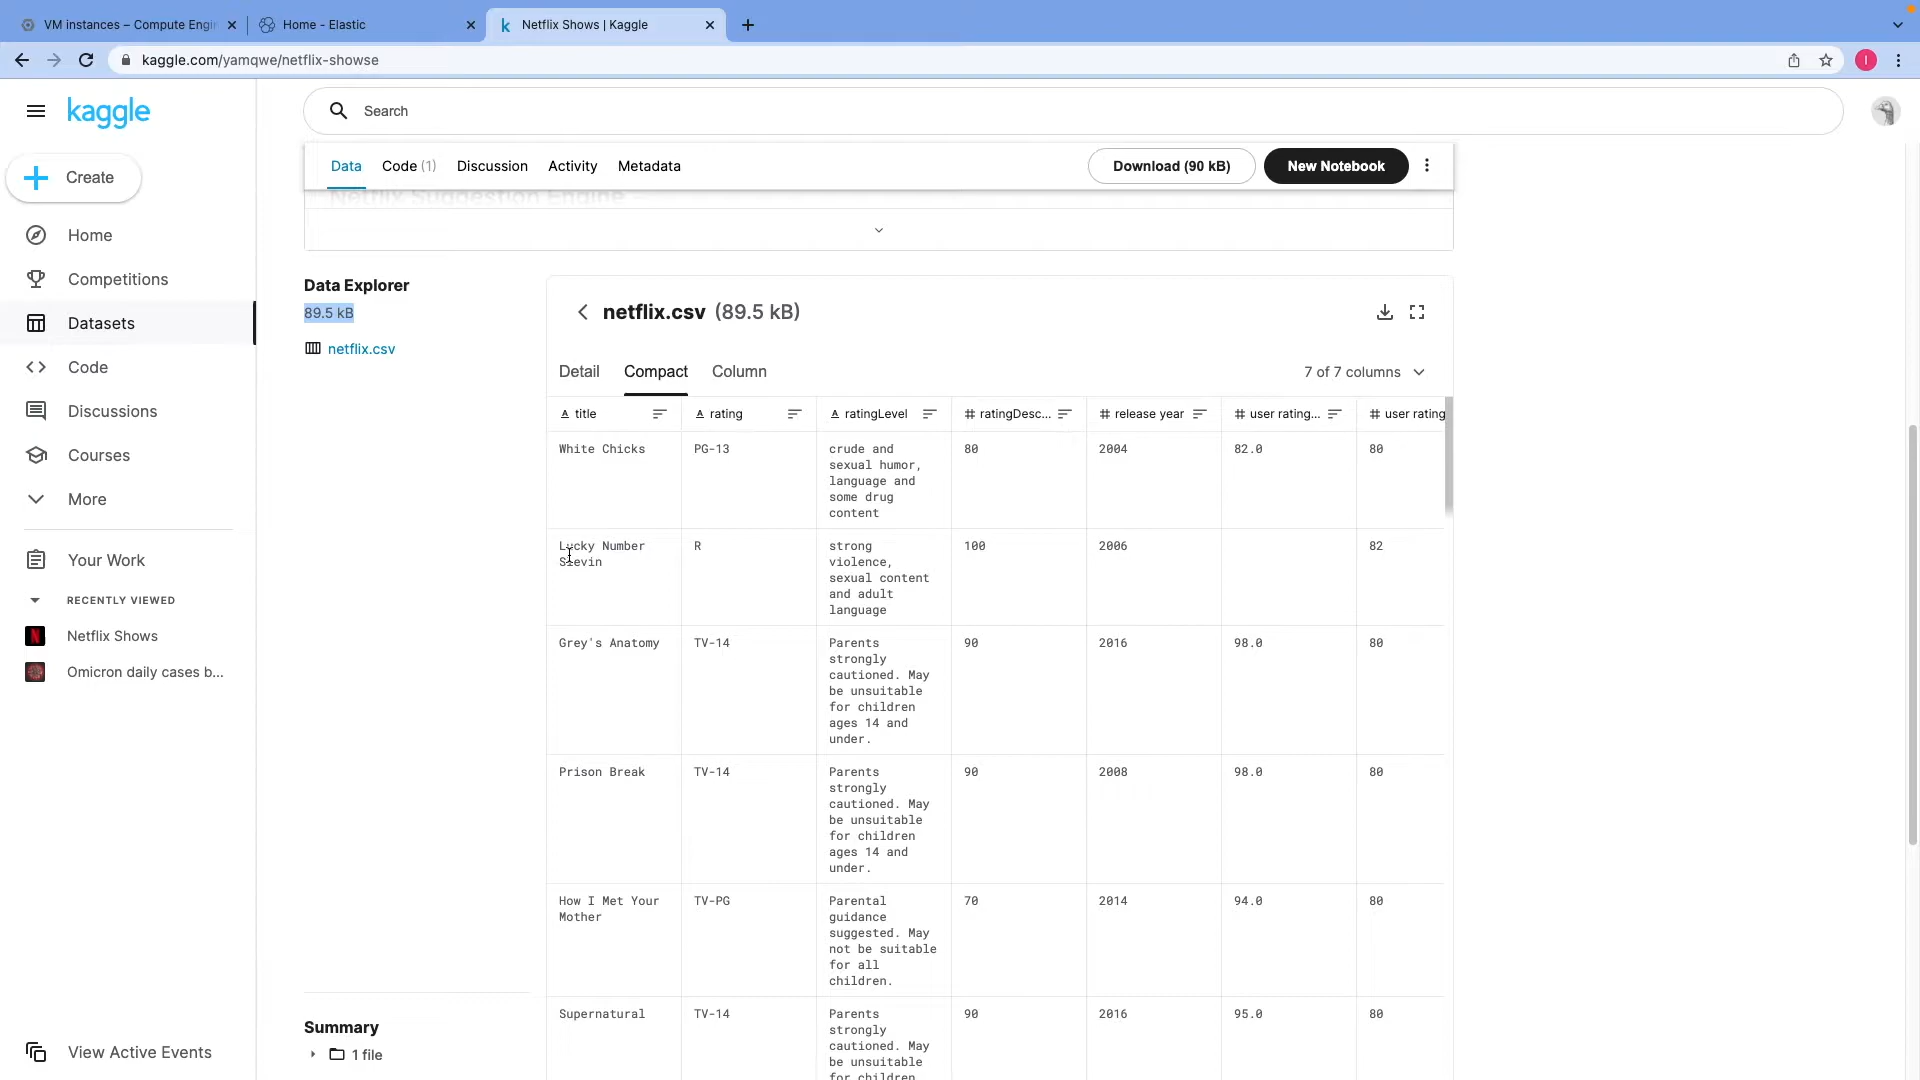 VM instances – Compute Engin
Home - Elastic
Netflix Shows | Kaggle
kaggle.com/yamqwe/netflix-showse
I
kaggle
Search
Create
Home
Competitions
Datasets
Code
Discussions
Courses
More
Your Work
RECENTLY VIEWED
Netflix Shows
Omicron daily cases b...
View Active Events
Data
Code (1)
Discussion
Activity
Metadata
Download (90 kB)
New Notebook
Netflix Suggestion Engine
Data Explorer
89.5 kB
netflix.csv
Summary
1 file
netflix.csv (89.5 kB)
Detail
Compact
Column
7 of 7 columns
title
rating
ratingLevel
ratingDesc...
release year
user rating...
user rating
White Chicks
PG-13
crude and
sexual humor,
language and
some drug
content
80
2004
82.0
80
Lucky Number
Slevin
R
strong
violence,
sexual content
and adult
language
100
2006
82
Grey's Anatomy
TV-14
Parents
strongly
cautioned. May
be unsuitable
for children
ages 14 and
under.
90
2016
98.0
80
Prison Break
TV-14
Parents
strongly
cautioned. May
be unsuitable
for children
ages 14 and
under.
90
2008
98.0
80
How I Met Your
Mother
TV-PG
Parental
guidance
suggested. May
not be suitable
for all
children.
70
2014
94.0
80
Supernatural
TV-14
Parents
strongly
cautioned. May
be unsuitable
for children
90
2016
95.0
80